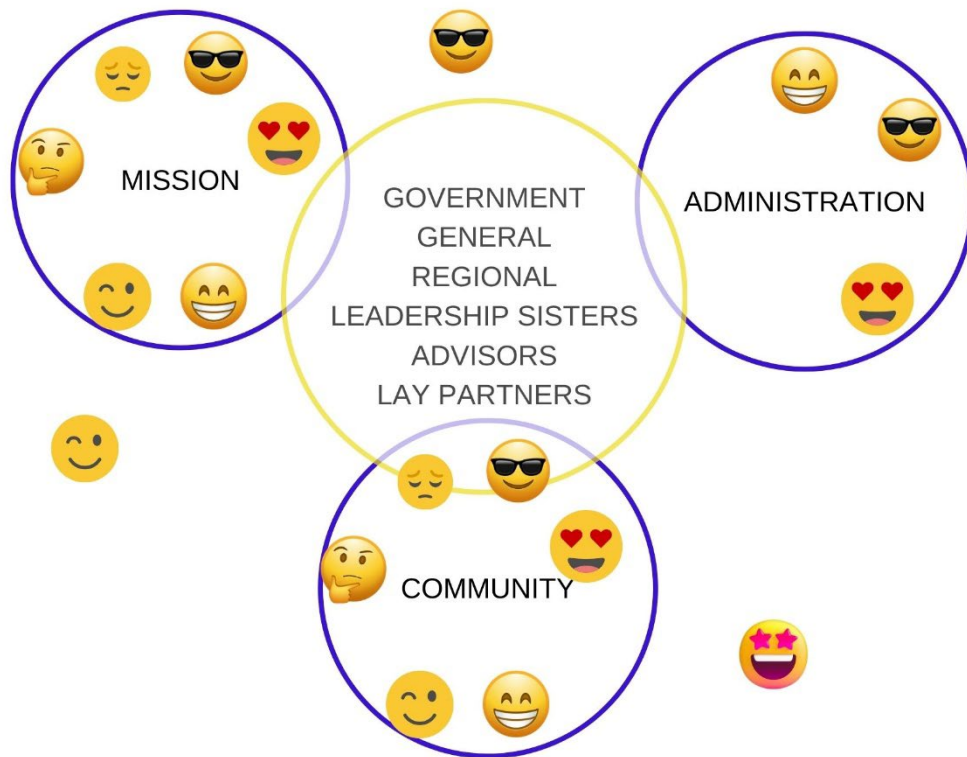 MISSION
GOVERNMENT
GENERAL
REGIONAL
LEADERSHIP SISTERS
ADVISORS
LAY PARTNERS
ADMINISTRATION
COMMUNITY